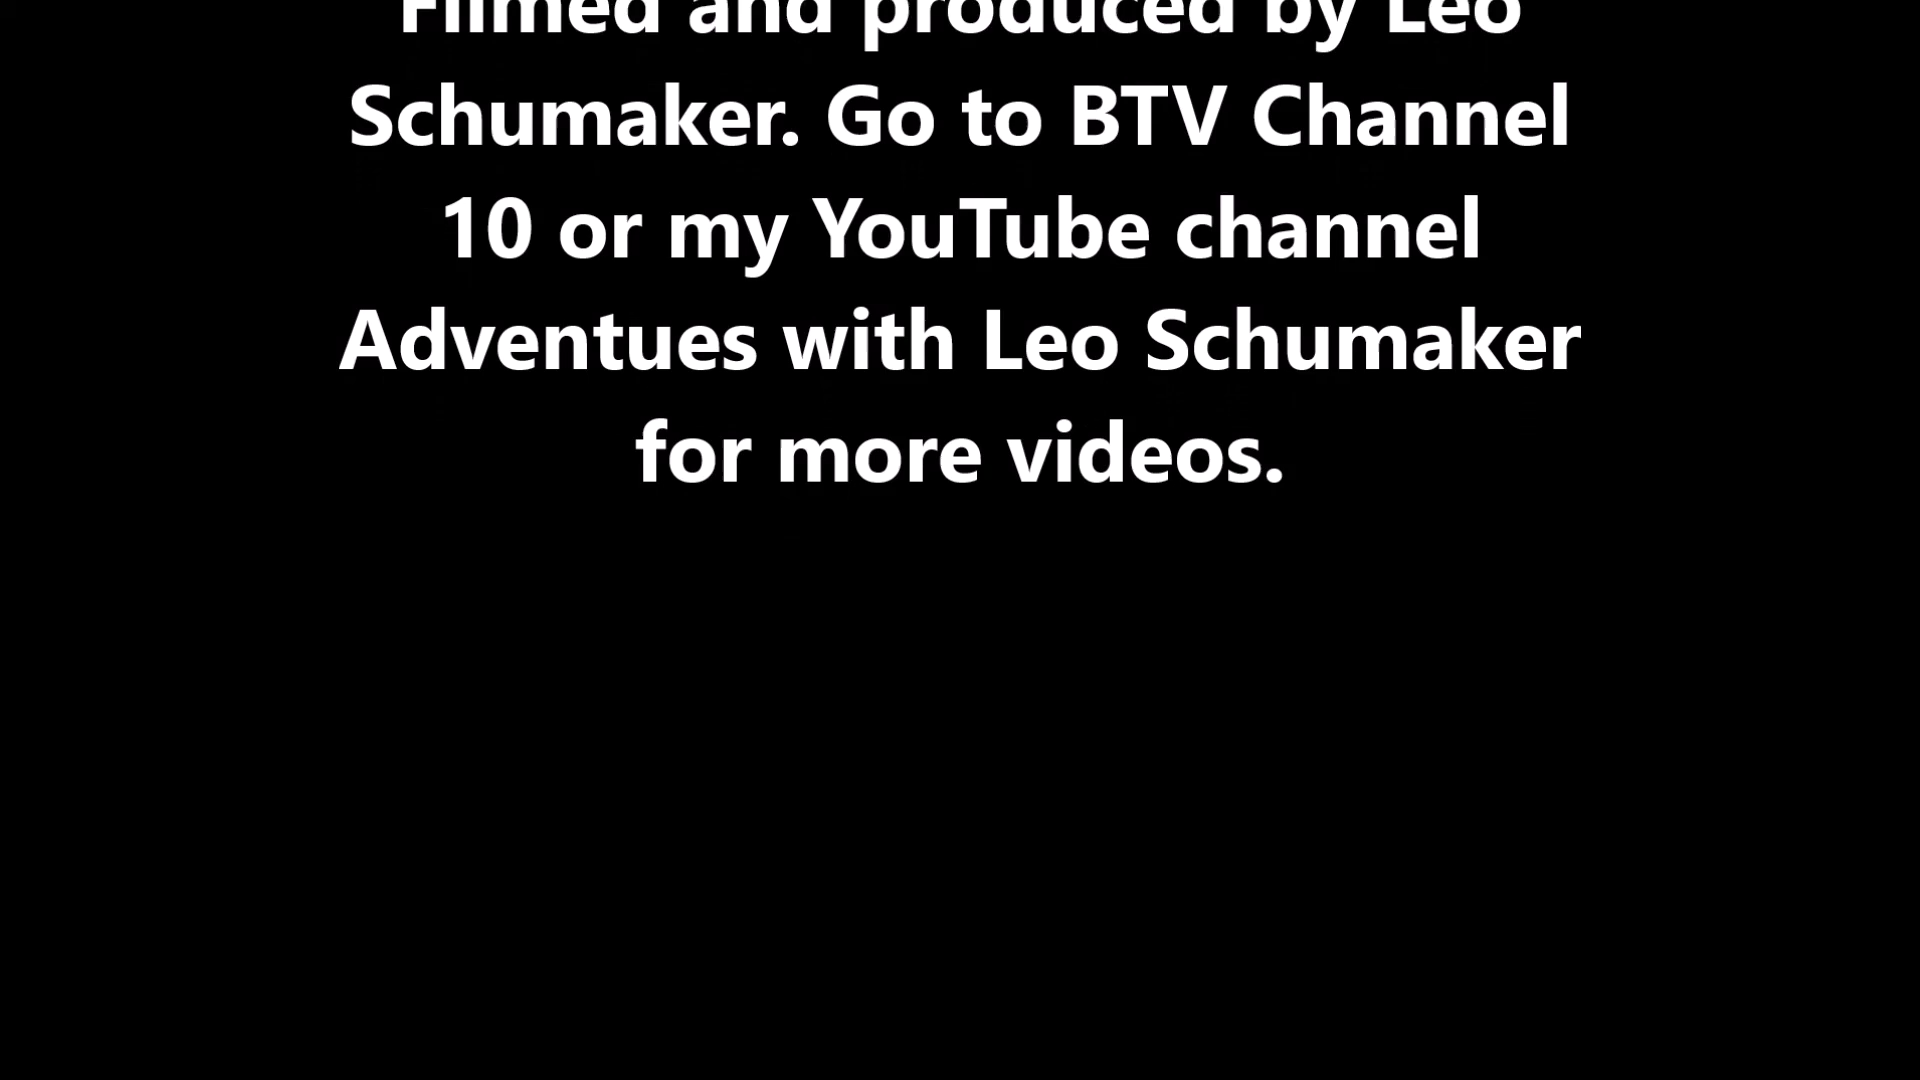 Filmed and produced by Leo
Schumaker. Go to BTV Channel
10 or my YouTube channel
Adventues with Leo Schumaker
for more videos.